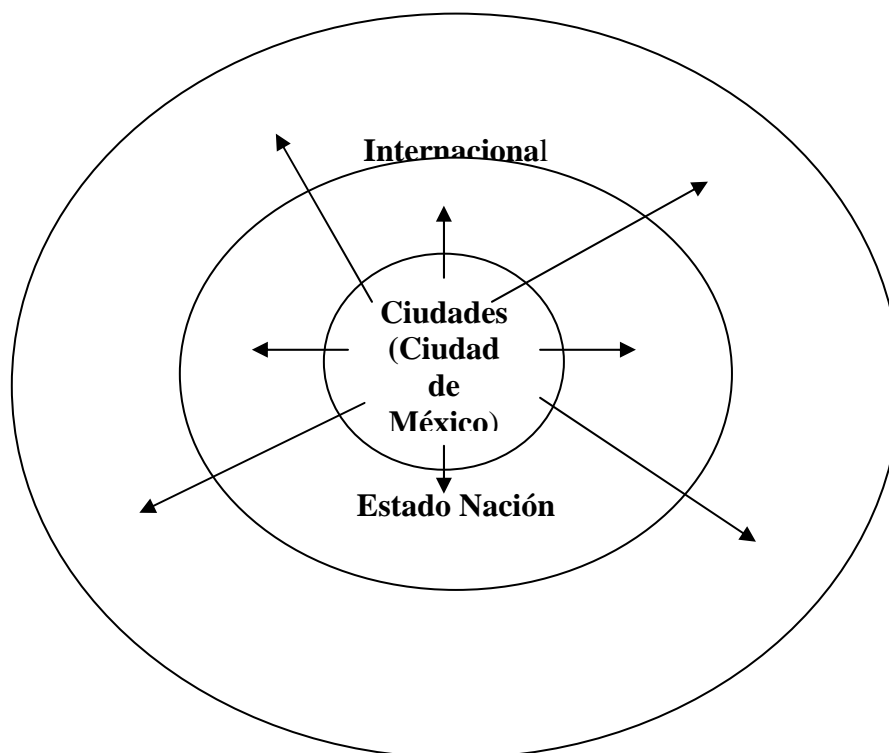 Internacional
Ciudades
(Ciudad
de
México)
Estado Nación